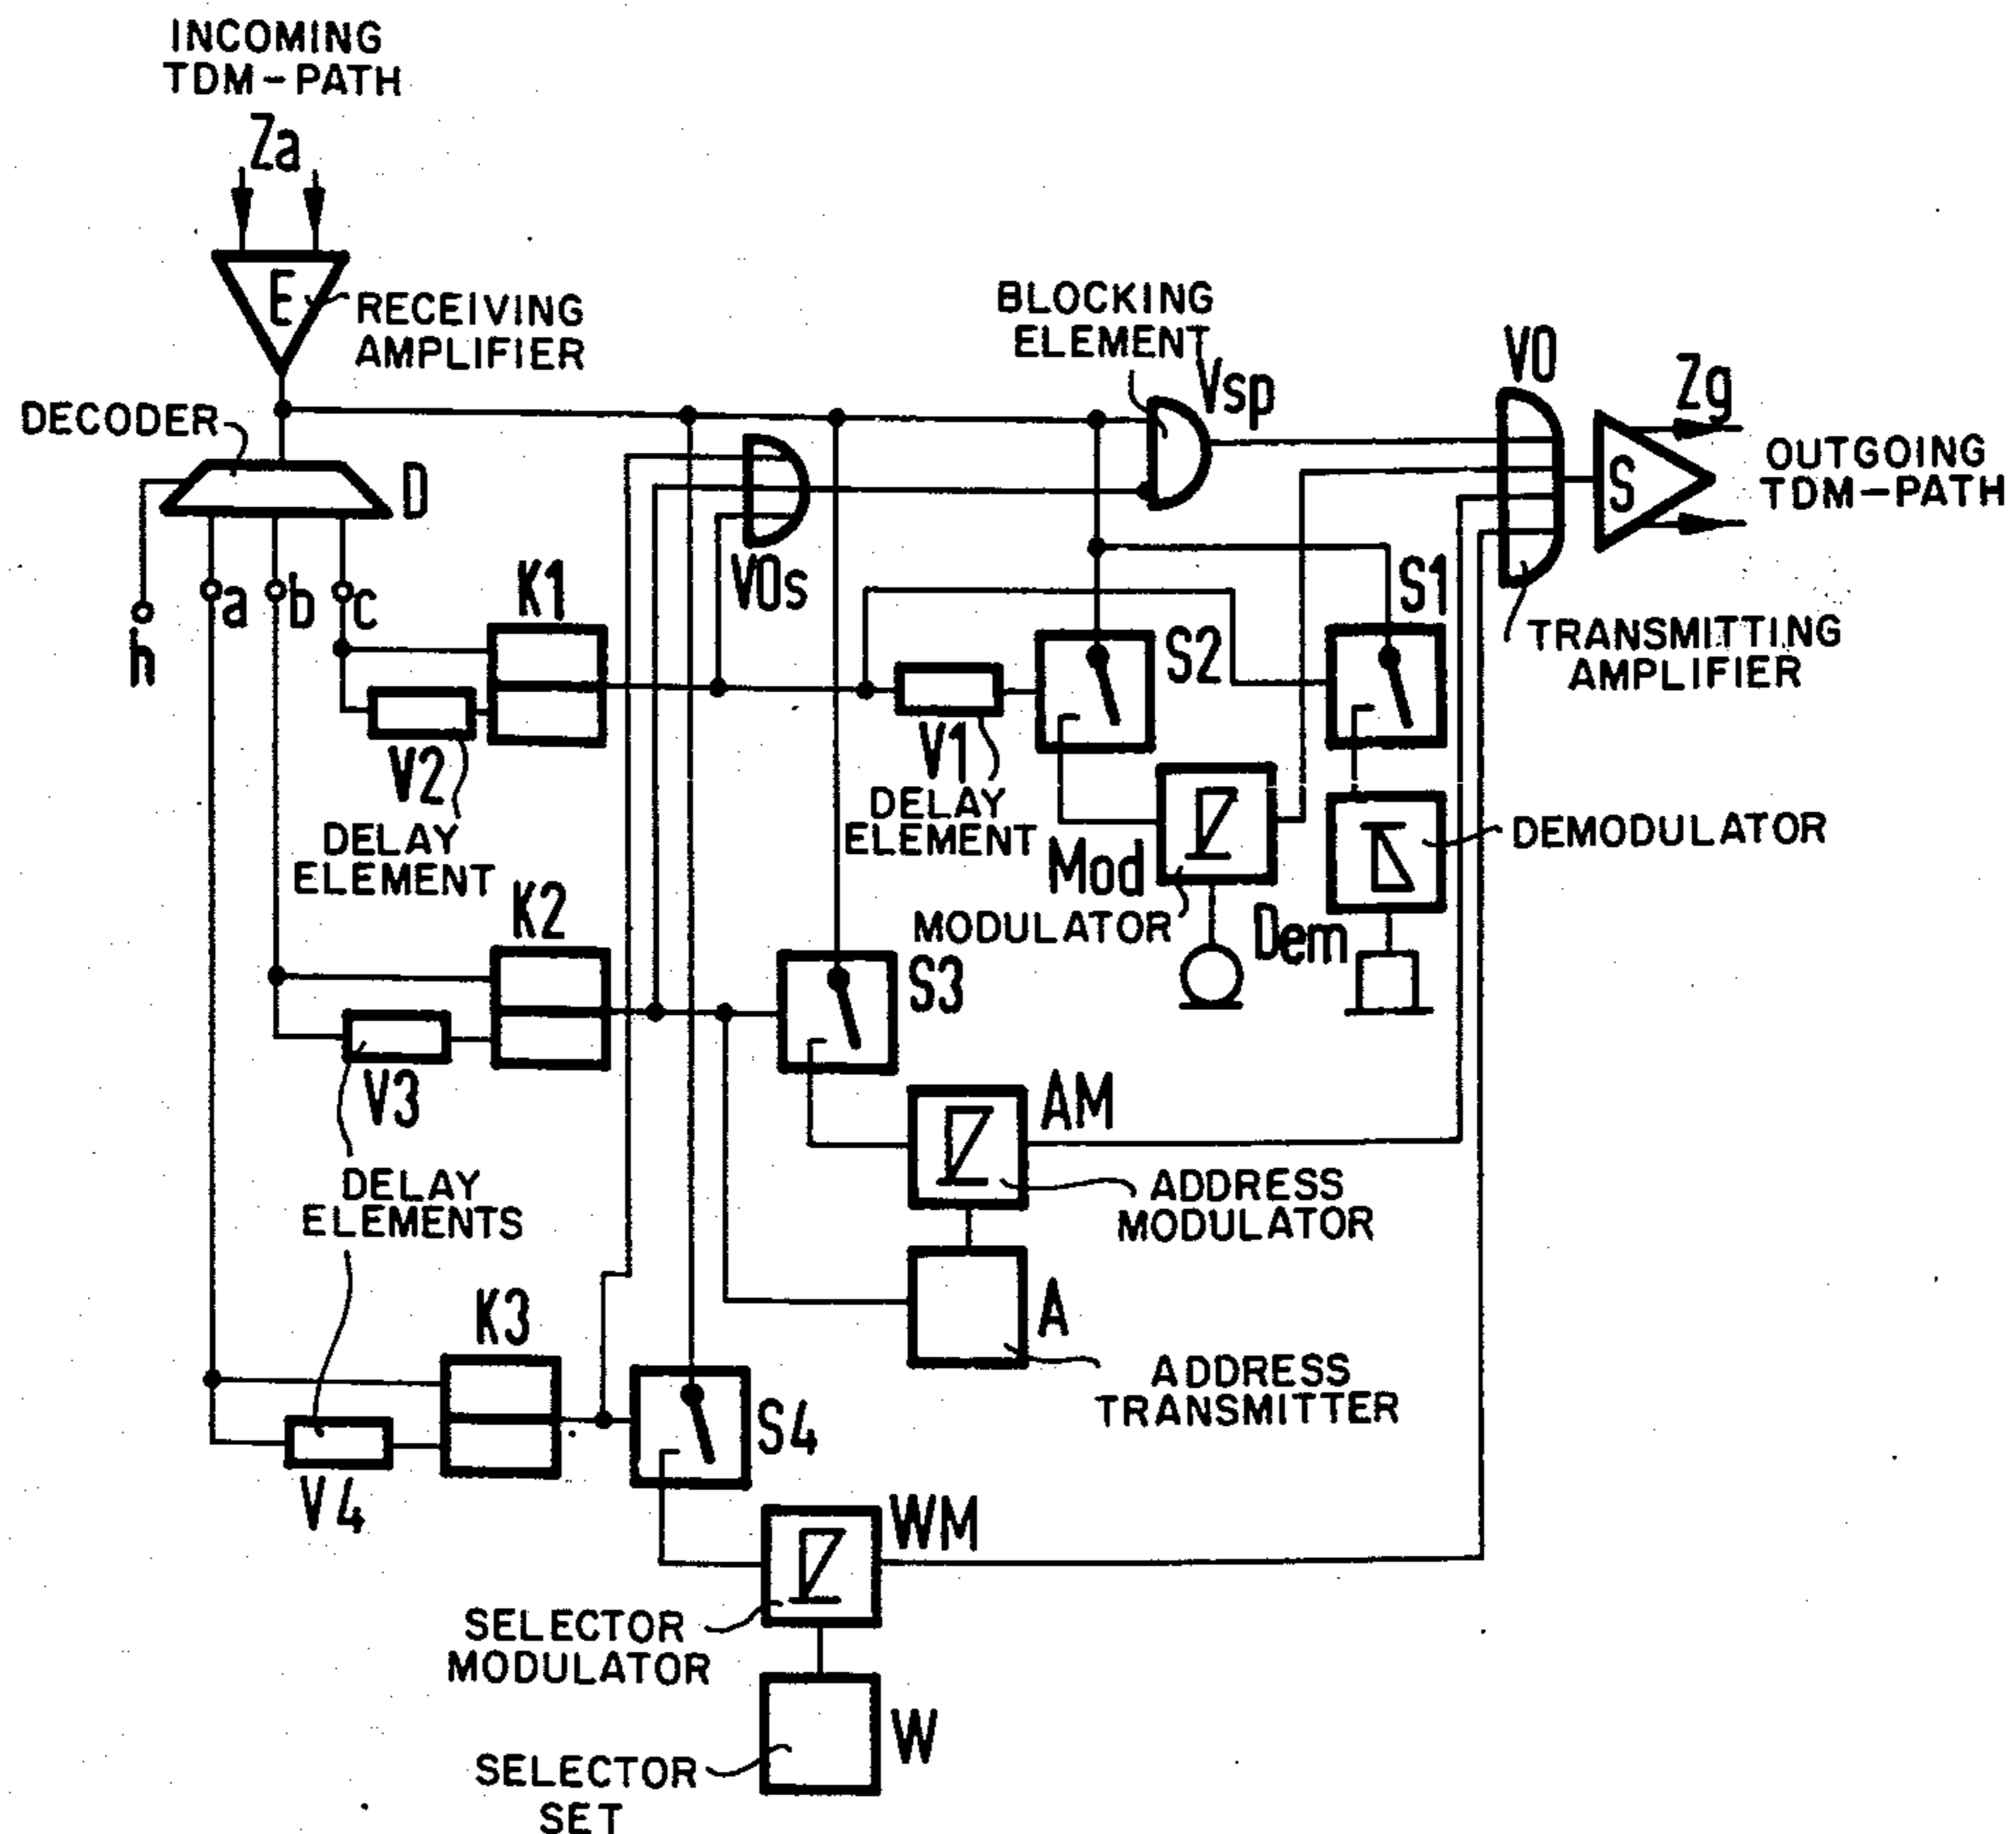 INCOMING
TDM-PATH
Za
E
RECEIVING
AMPLIFIER
BLOCKING
ELEMENT
Vsp
VO
Zg
DECODER
D
S
OUTGOING
TDM-PATH
VOs
h
a
b
c
K1
S2
S1
TRANSMITTING
AMPLIFIER
V2
DELAY
ELEMENT
V1
DELAY
ELEMENT
Mod
MODULATOR
Dem
DEMODULATOR
K2
S3
V3
AM
DELAY
ELEMENTS
ADDRESS
MODULATOR
K3
A
ADDRESS
TRANSMITTER
S4
V4
WM
SELECTOR
MODULATOR
W
SELECTOR
SET